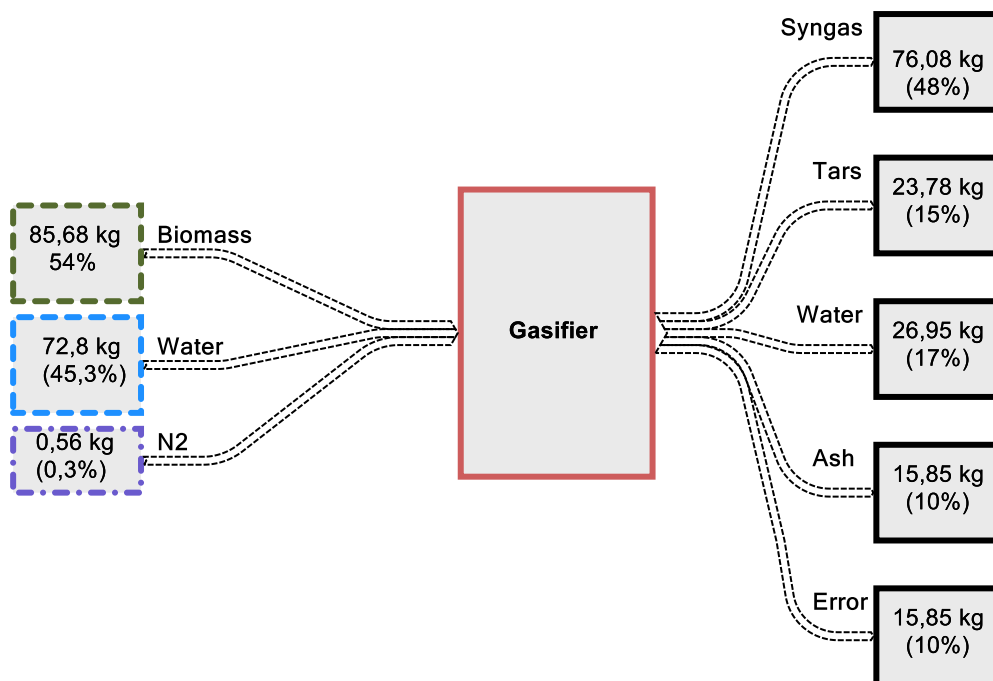 Biomass
85,68 kg
54%
Water
72,8 kg
(45,3%)
N2
0,56 kg
(0,3%)
Gasifier
Syngas
76,08 kg
(48%)
Tars
23,78 kg
(15%)
Water
26,95 kg
(17%)
Ash
15,85 kg
(10%)
Error
15,85 kg
(10%)